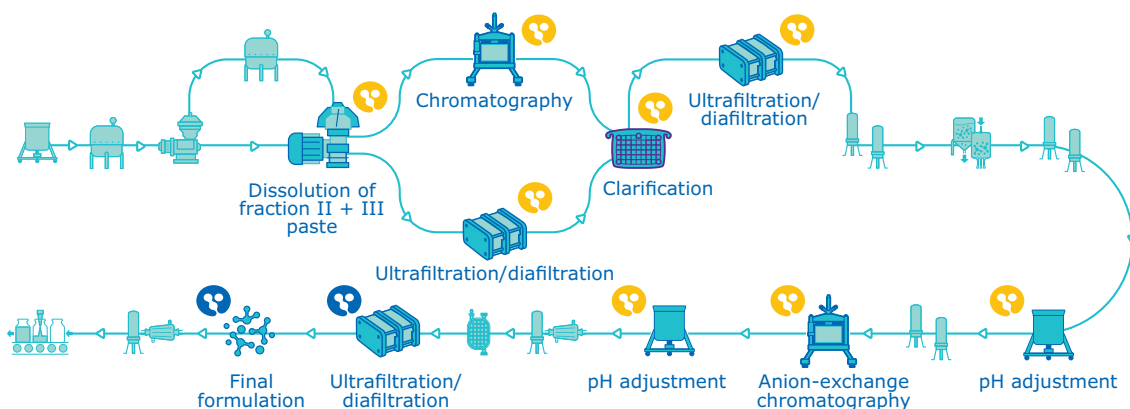 Chromatography
Ultrafiltration/
diafiltration
Dissolution of
fraction II + III
paste
Clarification
Ultrafiltration/diafiltration
Final
formulation
Ultrafiltration/
diafiltration
pH adjustment
Anion-exchange
chromatography
pH adjustment